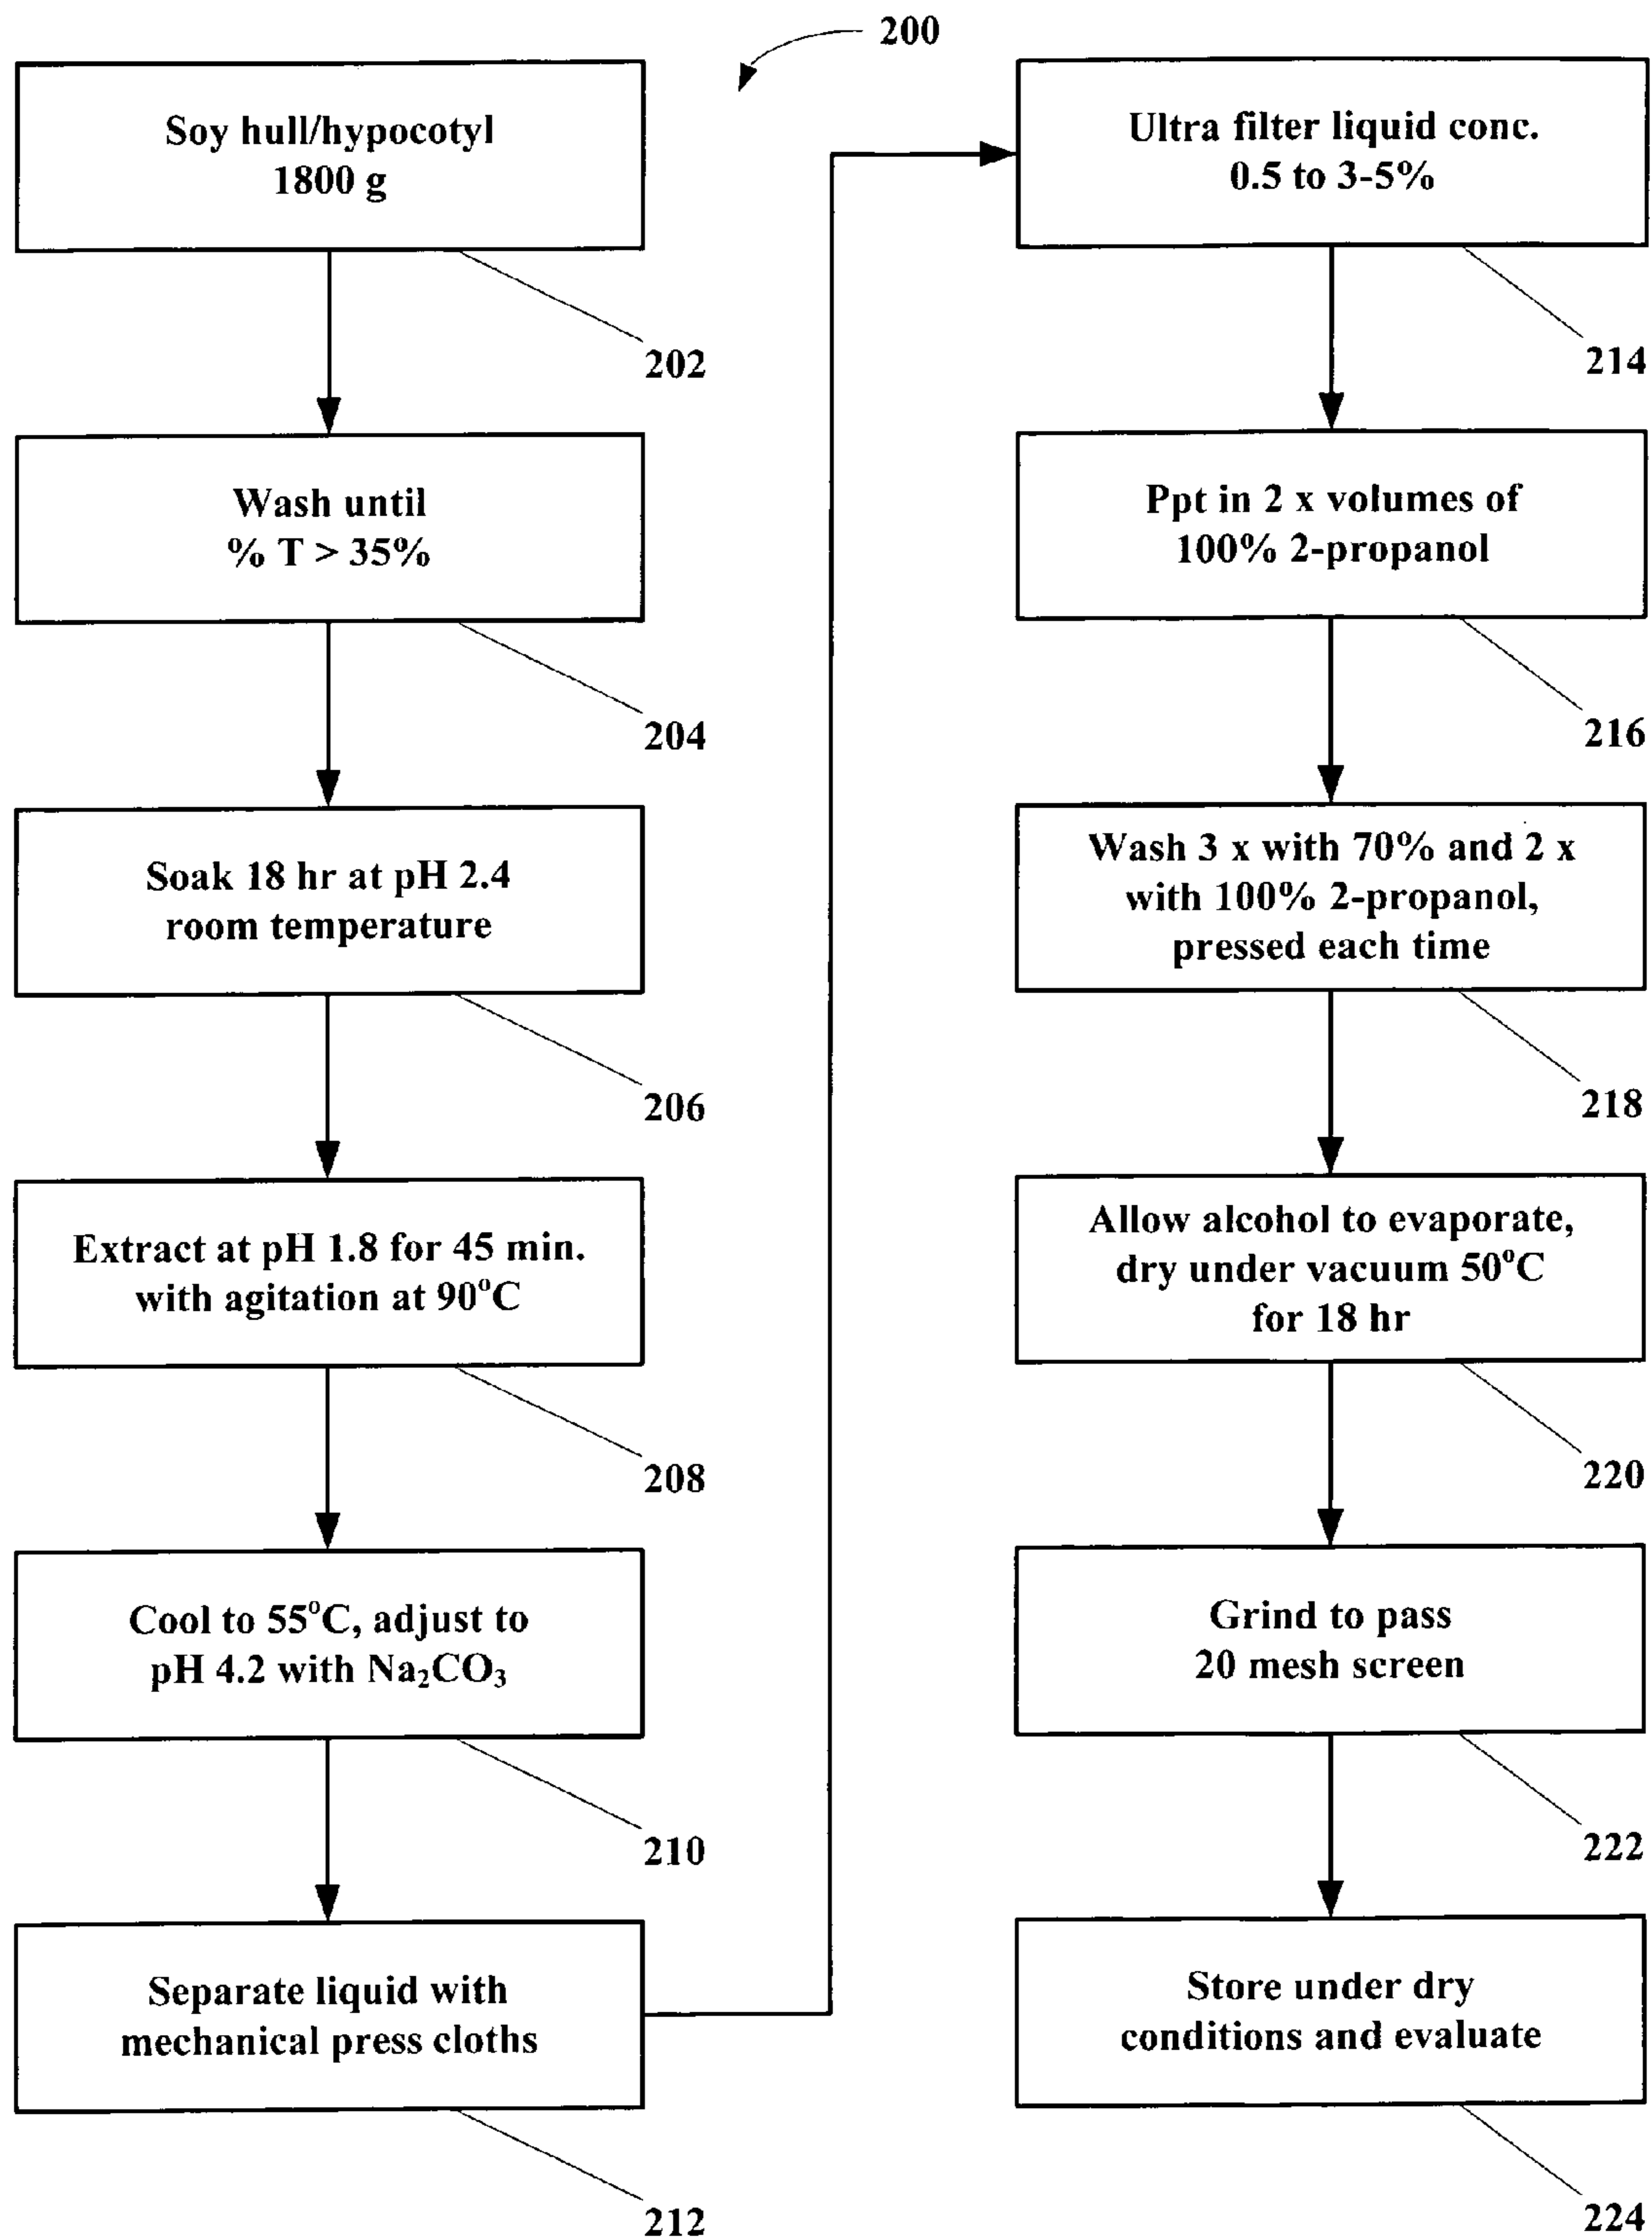 200
Soy hull/hypocotyl
1800 g
202
Wash until
% T > 35%
204
Soak 18 hr at pH 2.4
room temperature
206
Extract at pH 1.8 for 45 min.
with agitation at 90°C
208
Cool to 55°C, adjust to
pH 4.2 with Na₂CO₃
210
Separate liquid with
mechanical press cloths
212
Ultra filter liquid conc.
0.5 to 3-5%
214
Ppt in 2 x volumes of
100% 2-propanol
216
Wash 3 x with 70% and 2 x
with 100% 2-propanol,
pressed each time
218
Allow alcohol to evaporate,
dry under vacuum 50°C
for 18 hr
220
Grind to pass
20 mesh screen
222
Store under dry
conditions and evaluate
224